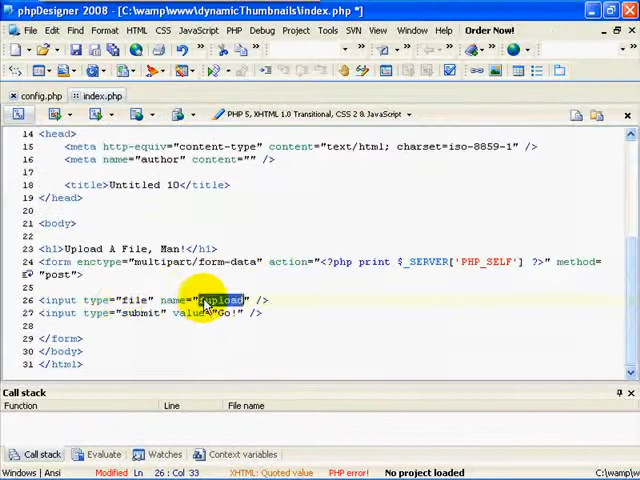 phpDesigner 2008 - [C:\wamp\www\dynamicThumbnails\index.php *]
File Edit Format HTML CSS JavaScript PHP Debug Project Tools View Window Help Order Now!
config.php index.php
PHP 5, XHTML 1.0 Transitional, CSS 2 & JavaScript
14 <head>
15 <meta http-equiv="content-type" content="text/html; charset=iso-8859-1" />
16 <meta name="author" content="" />
17
18 <title>Untitled 10</title>
19 </head>
20
21 <body>
22
23 <h1>Upload A File, Man!</h1>
24 <form enctype="multipart/form-data" action="<?php print $_SERVER['PHP_SELF'] ?>" method=
"post">
25
26 <input type="file" name="fupload" />
27 <input type="submit" value="Go!" />
28
29 </form>
30 </body>
31 </html>
Call stack
Function Line File name
Call stack Evaluate Watches Context variables
Windows | Ansi Modified Ln 26 : Col 33 XHTML: Quoted value PHP error! No project loaded C:\wamp\w